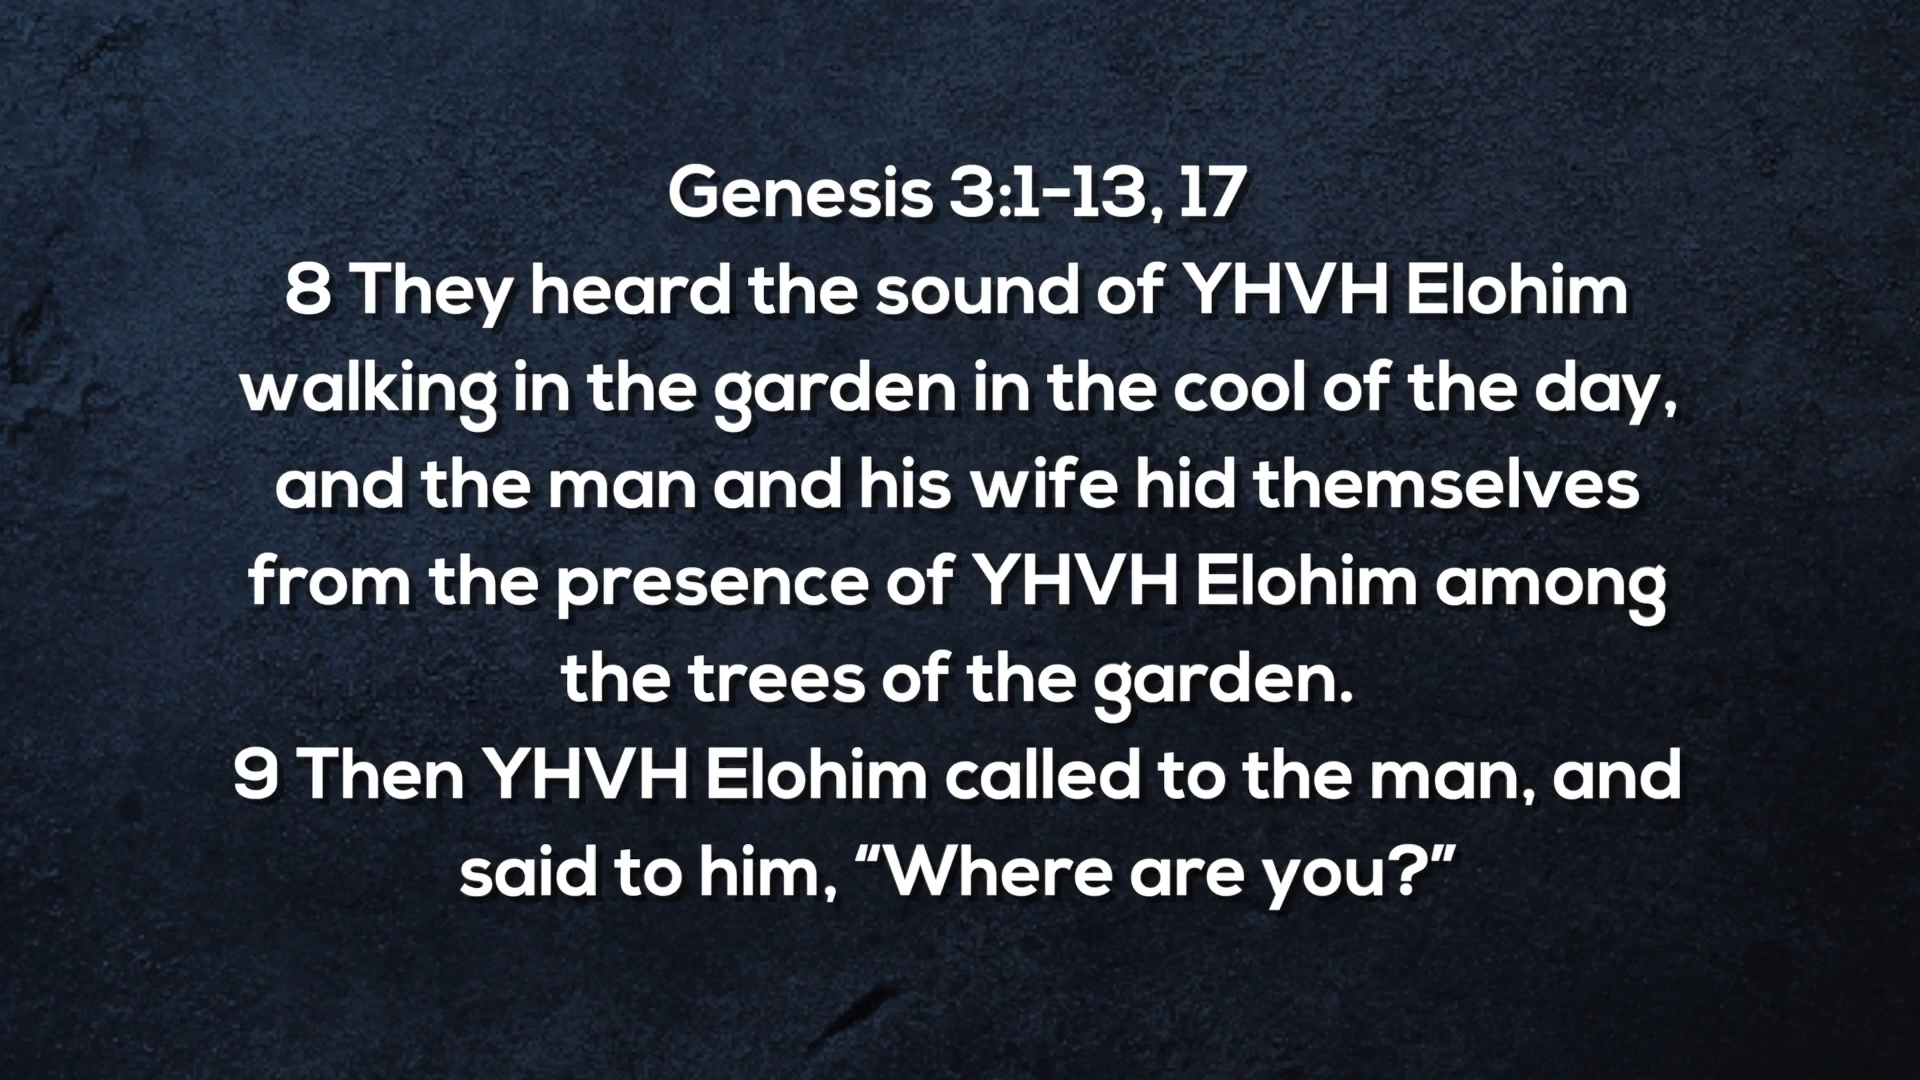 Genesis 3:1-13, 17
8 They heard the sound of YHVH Elohim
walking in the garden in the cool of the day,
and the man and his wife hid themselves
from the presence of YHVH Elohim among
the trees of the garden.
9 Then YHVH Elohim called to the man, and
said to him, “Where are you?”